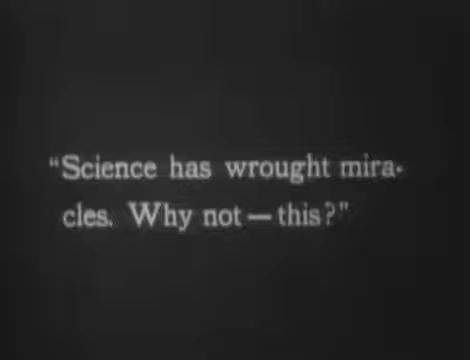 "Science has wrought mira-
cles. Why not — this?"